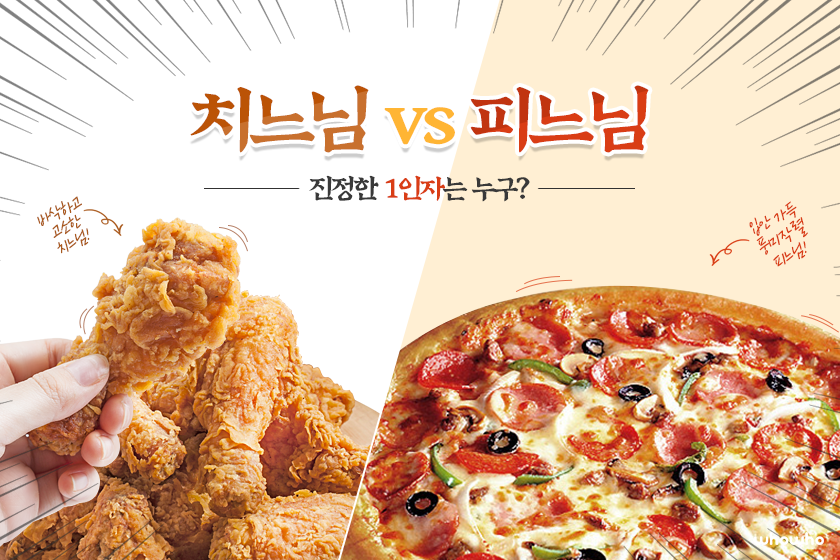 치느님 vs 피느님
진정한 1인자는 누구?
바삭하고
고소한
치느님!
입안 가득
풍미작렬
피느님!
whowho